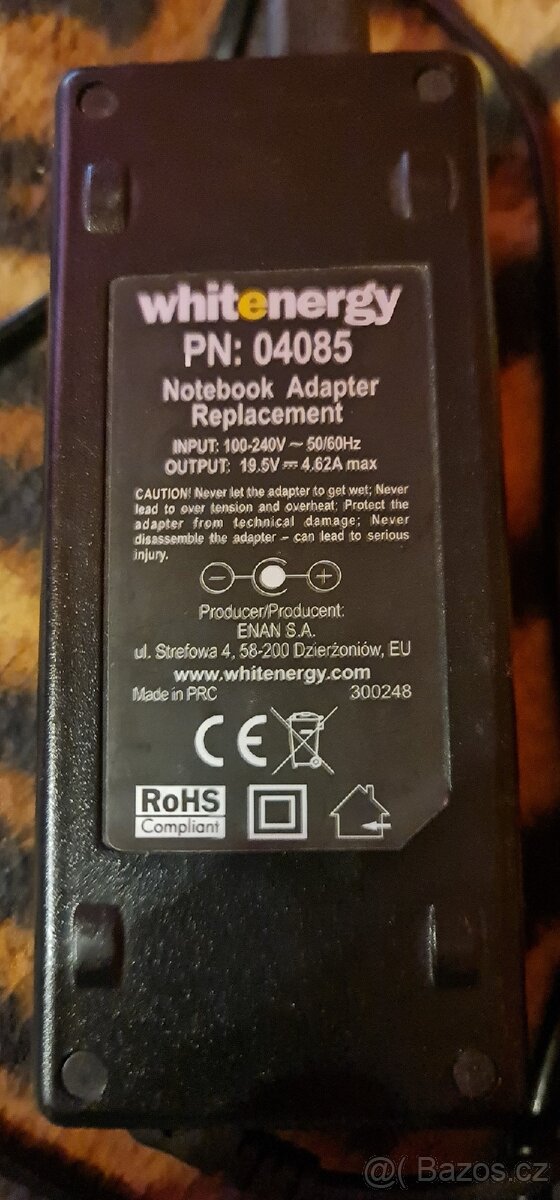 whitenergy
PN: 04085
Notebook Adapter
Replacement
INPUT: 100-240V ~ 50/60Hz
OUTPUT: 19.5V ⎓ 4.62A max
CAUTION! Never let the adapter to get wet; Never
lead to over tension and overheat; Protect the
adapter from technical damage; Never
disassemble the adapter – can lead to serious
injury.
Producer/Producent:
ENAN S.A.
ul. Strefowa 4, 58-200 Dzierżoniów, EU
www.whitenergy.com
Made in PRC 300248
CE
RoHS
Compliant
@( Bazos.cz